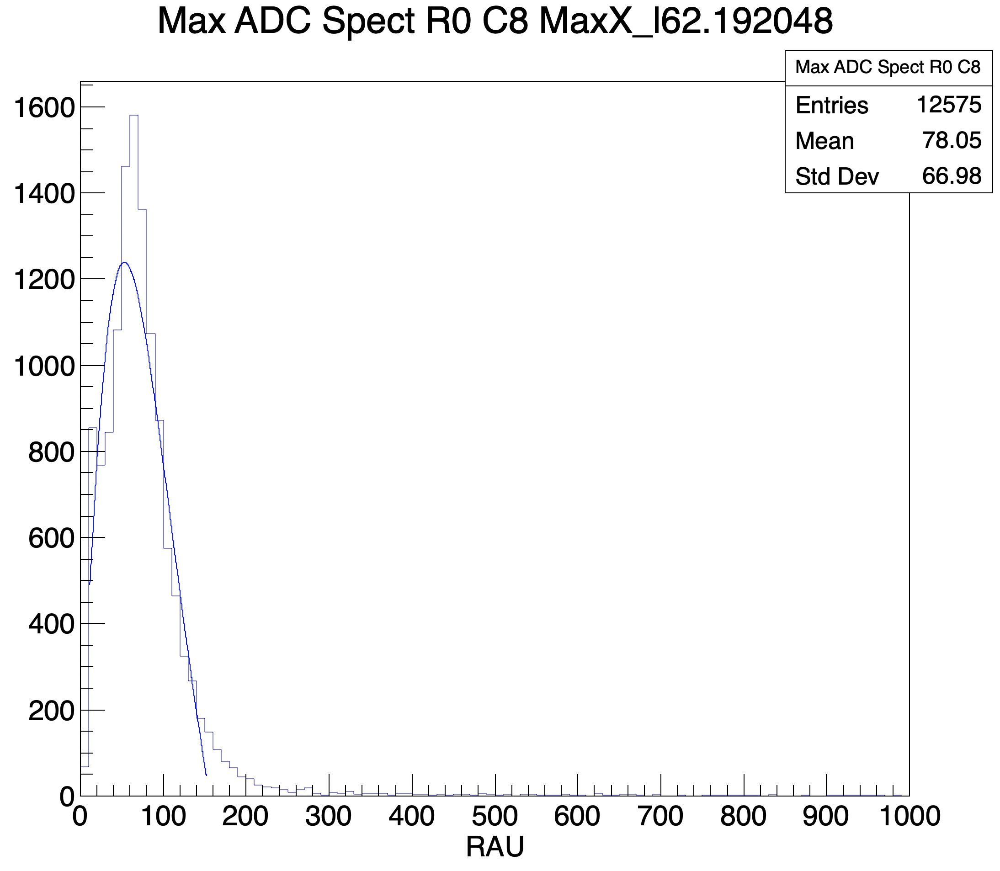 Max ADC Spect R0 C8 MaxX_l62.192048
Max ADC Spect R0 C8
Entries 12575
Mean 78.05
Std Dev 66.98
1600
1400
1200
1000
800
600
400
200
0
0 100 200 300 400 500 600 700 800 900 1000
RAU